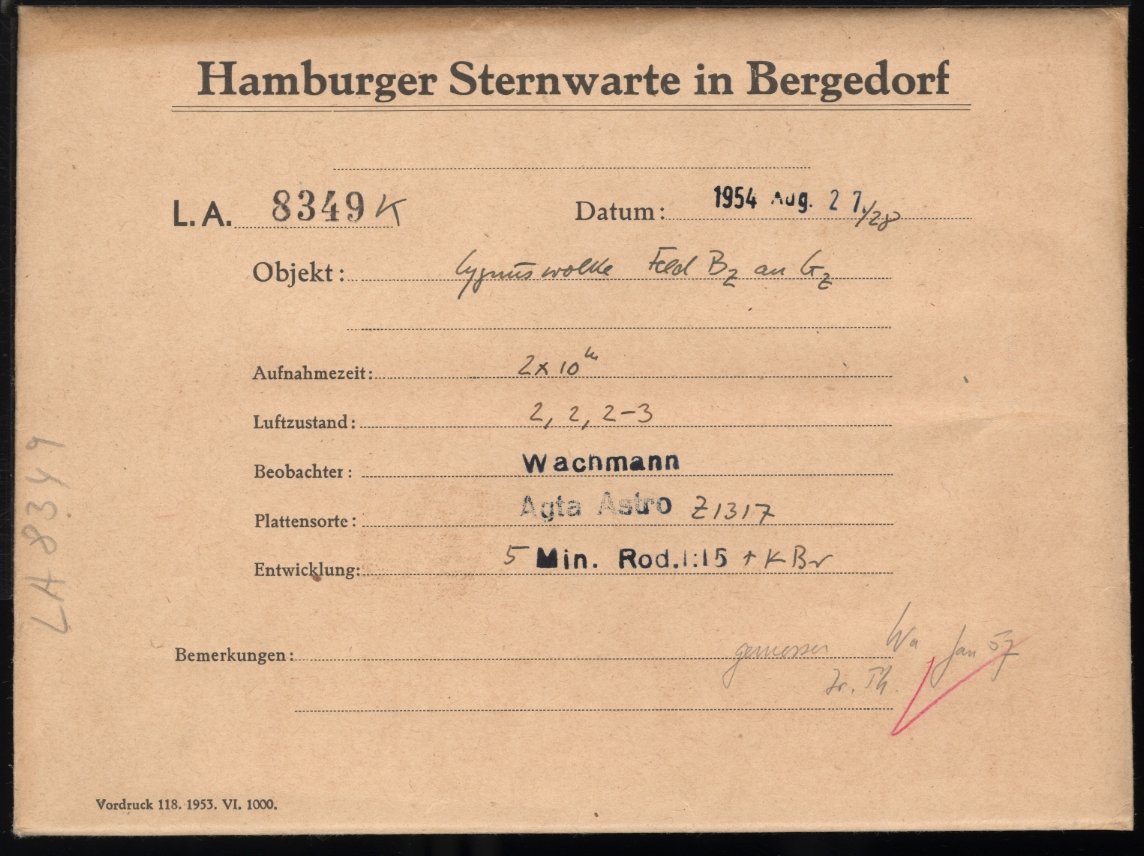 Hamburger Sternwarte in Bergedorf
L. A. 8349 K Datum: 1954 Aug. 27./28
Objekt: Cygnuswolke Feld B₂ an G₂
Aufnahmezeit: 2x10ᵐ
Luftzustand: 2, 2, 2-3
Beobachter: Wachmann
Plattensorte: Agfa Astro Z1317
Entwicklung: 5 Min. Rod. 1:15 + KBr
Bemerkungen: gemessen Wa Jan 57
Th.
Vordruck 118. 1953. VI. 1000.
LA 8349